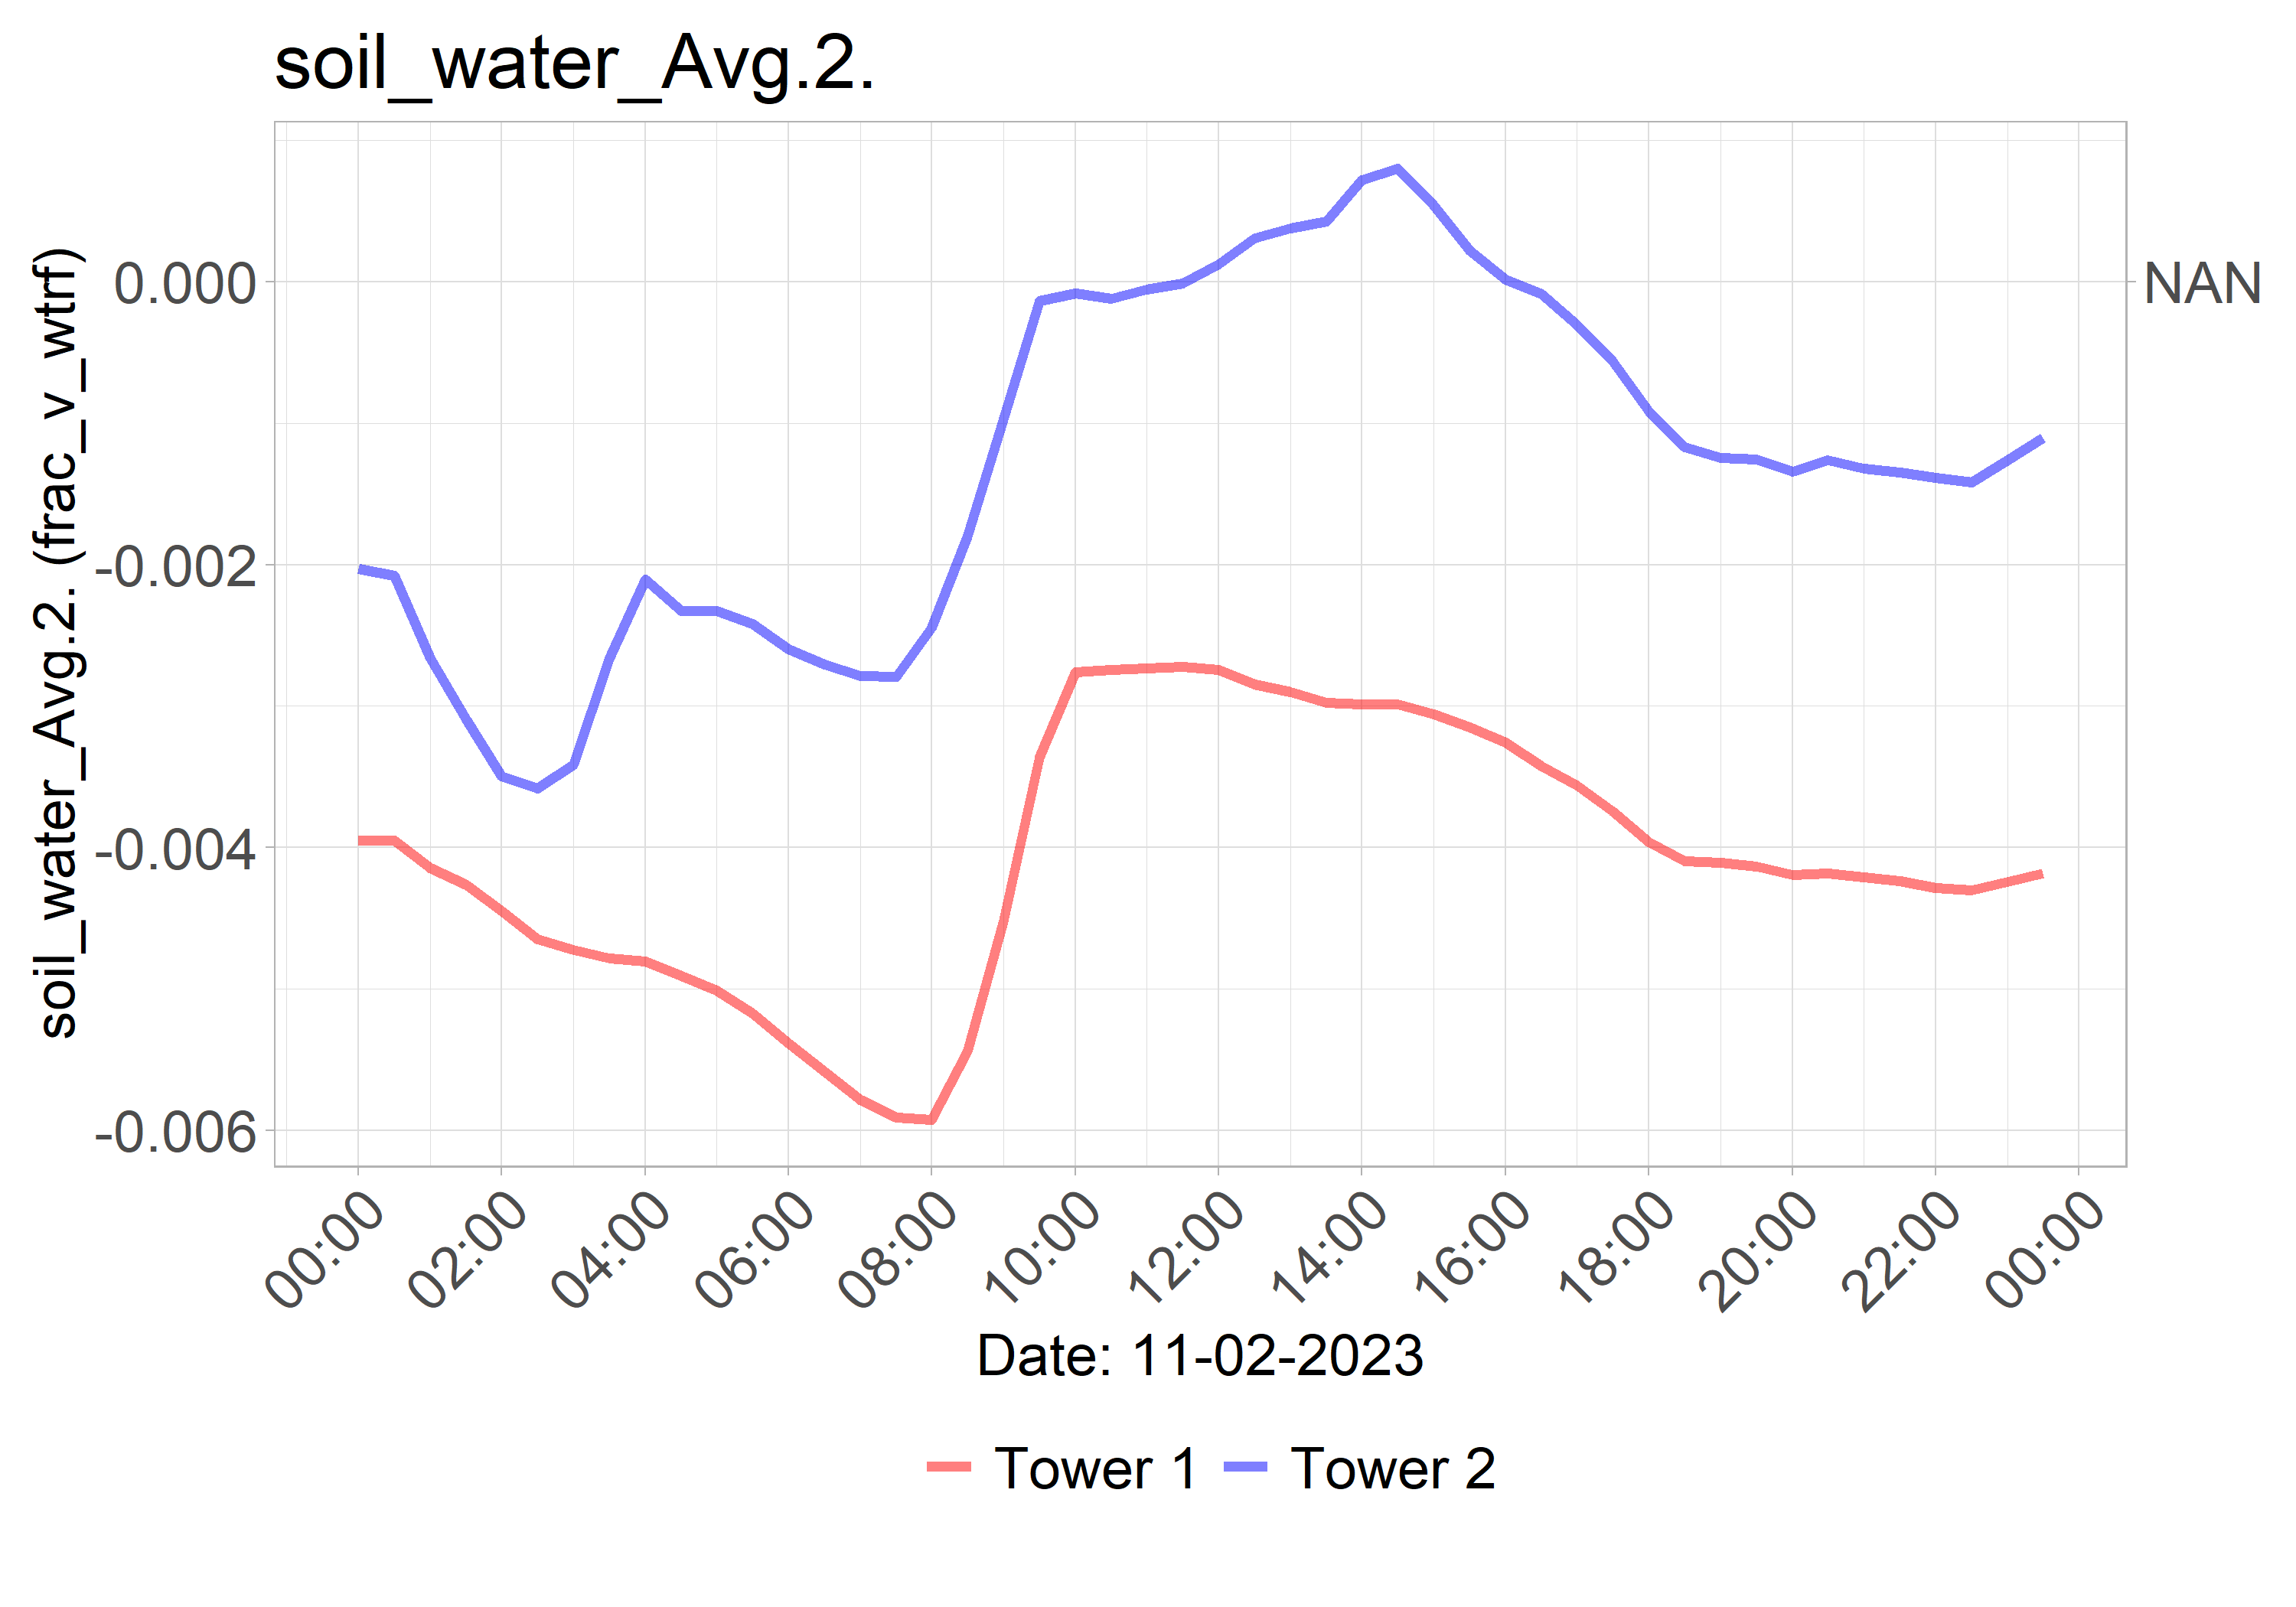 soil_water_Avg.2.
soil_water_Avg.2. (frac_v_wtrf)
0.000
-0.002
-0.004
-0.006
NAN
00:00
02:00
04:00
06:00
08:00
10:00
12:00
14:00
16:00
18:00
20:00
22:00
00:00
Date: 11-02-2023
Tower 1
Tower 2